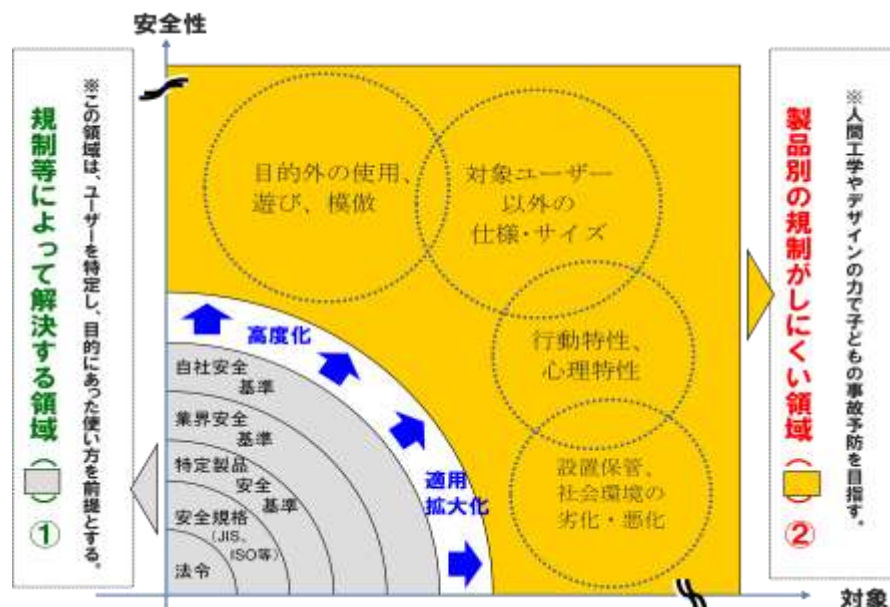 安全性
規制等によって解決する領域( )①
※この領域は、ユーザーを特定し、目的にあった使い方を前提とする。
目的外の使用、
遊び、模倣
対象ユーザー
以外の
仕様・サイズ
行動特性、
心理特性
設置保管、
社会環境の
劣化・悪化
高度化
適用
拡大化
自社安全
基準
業界安全
基準
特定製品
安全
基準
安全規格
(JIS、
ISO等)
法令
製品別の規制がしにくい領域( )②
※人間工学やデザインの力で子どもの事故予防を目指す。
対象